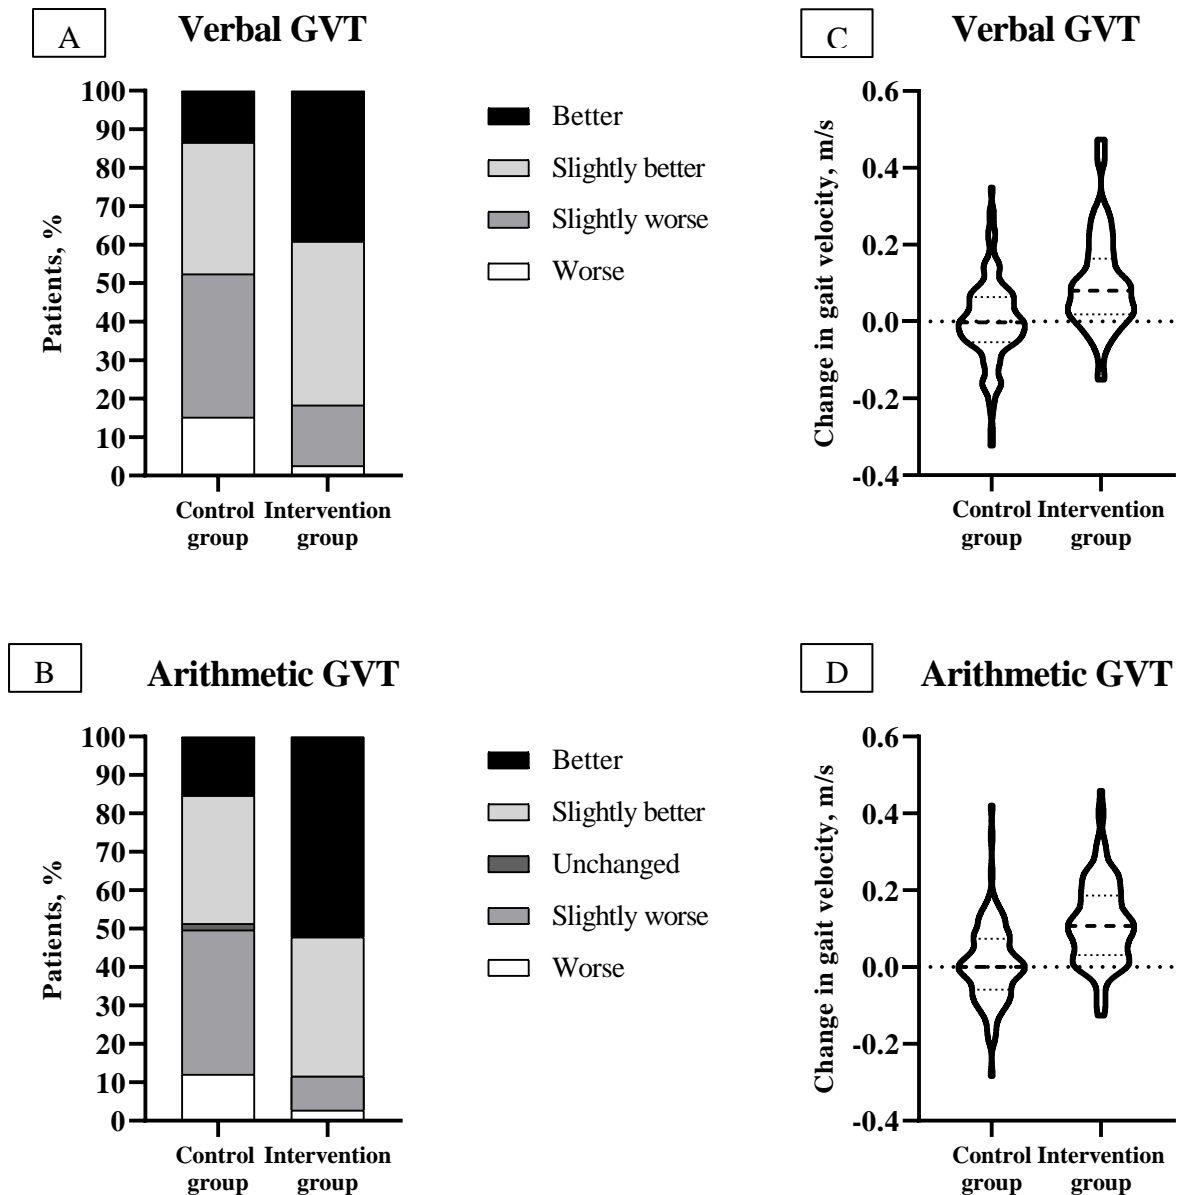 A
Verbal GVT
Patients, %
100
90
80
70
60
50
40
30
20
10
0
Control Intervention
group group
Better
Slightly better
Slightly worse
Worse
C
Verbal GVT
Change in gait velocity, m/s
0.6
0.4
0.2
0.0
-0.2
-0.4
Control Intervention
group group
B
Arithmetic GVT
Patients, %
100
90
80
70
60
50
40
30
20
10
0
Control Intervention
group group
Better
Slightly better
Unchanged
Slightly worse
Worse
D
Arithmetic GVT
Change in gait velocity, m/s
0.6
0.4
0.2
0.0
-0.2
-0.4
Control Intervention
group group